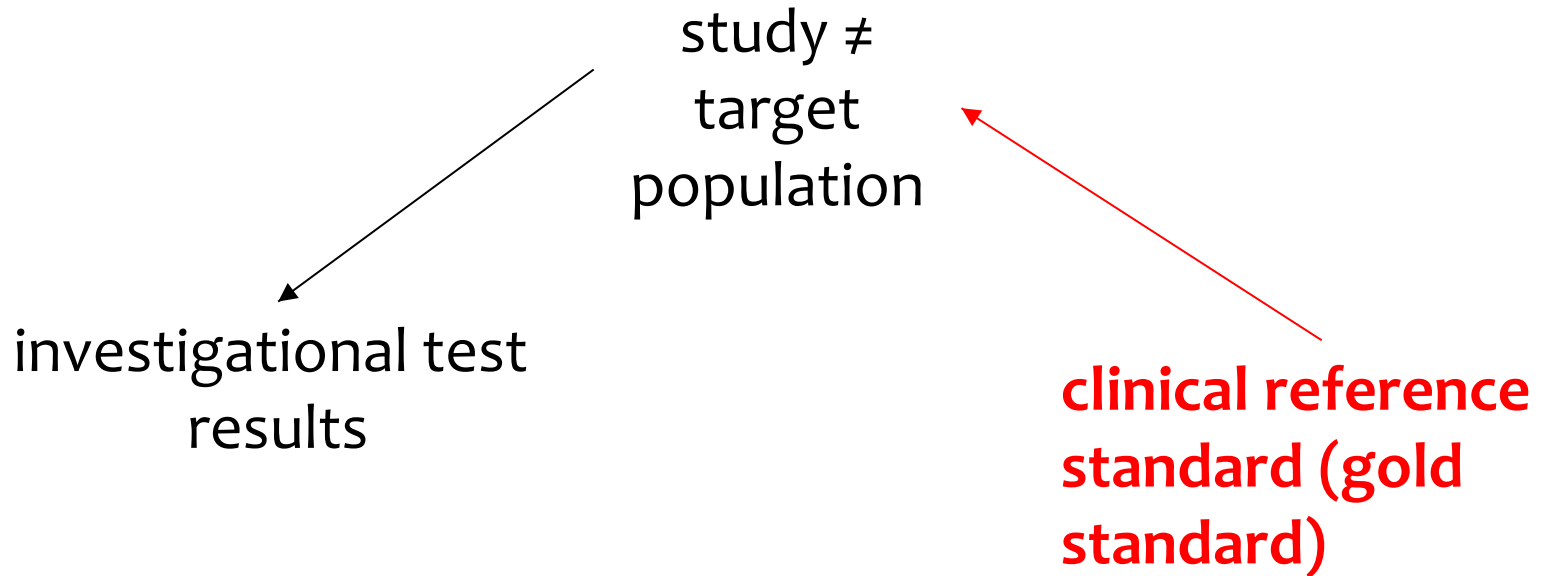 study ≠
target
population
investigational test
results
clinical reference
standard (gold
standard)